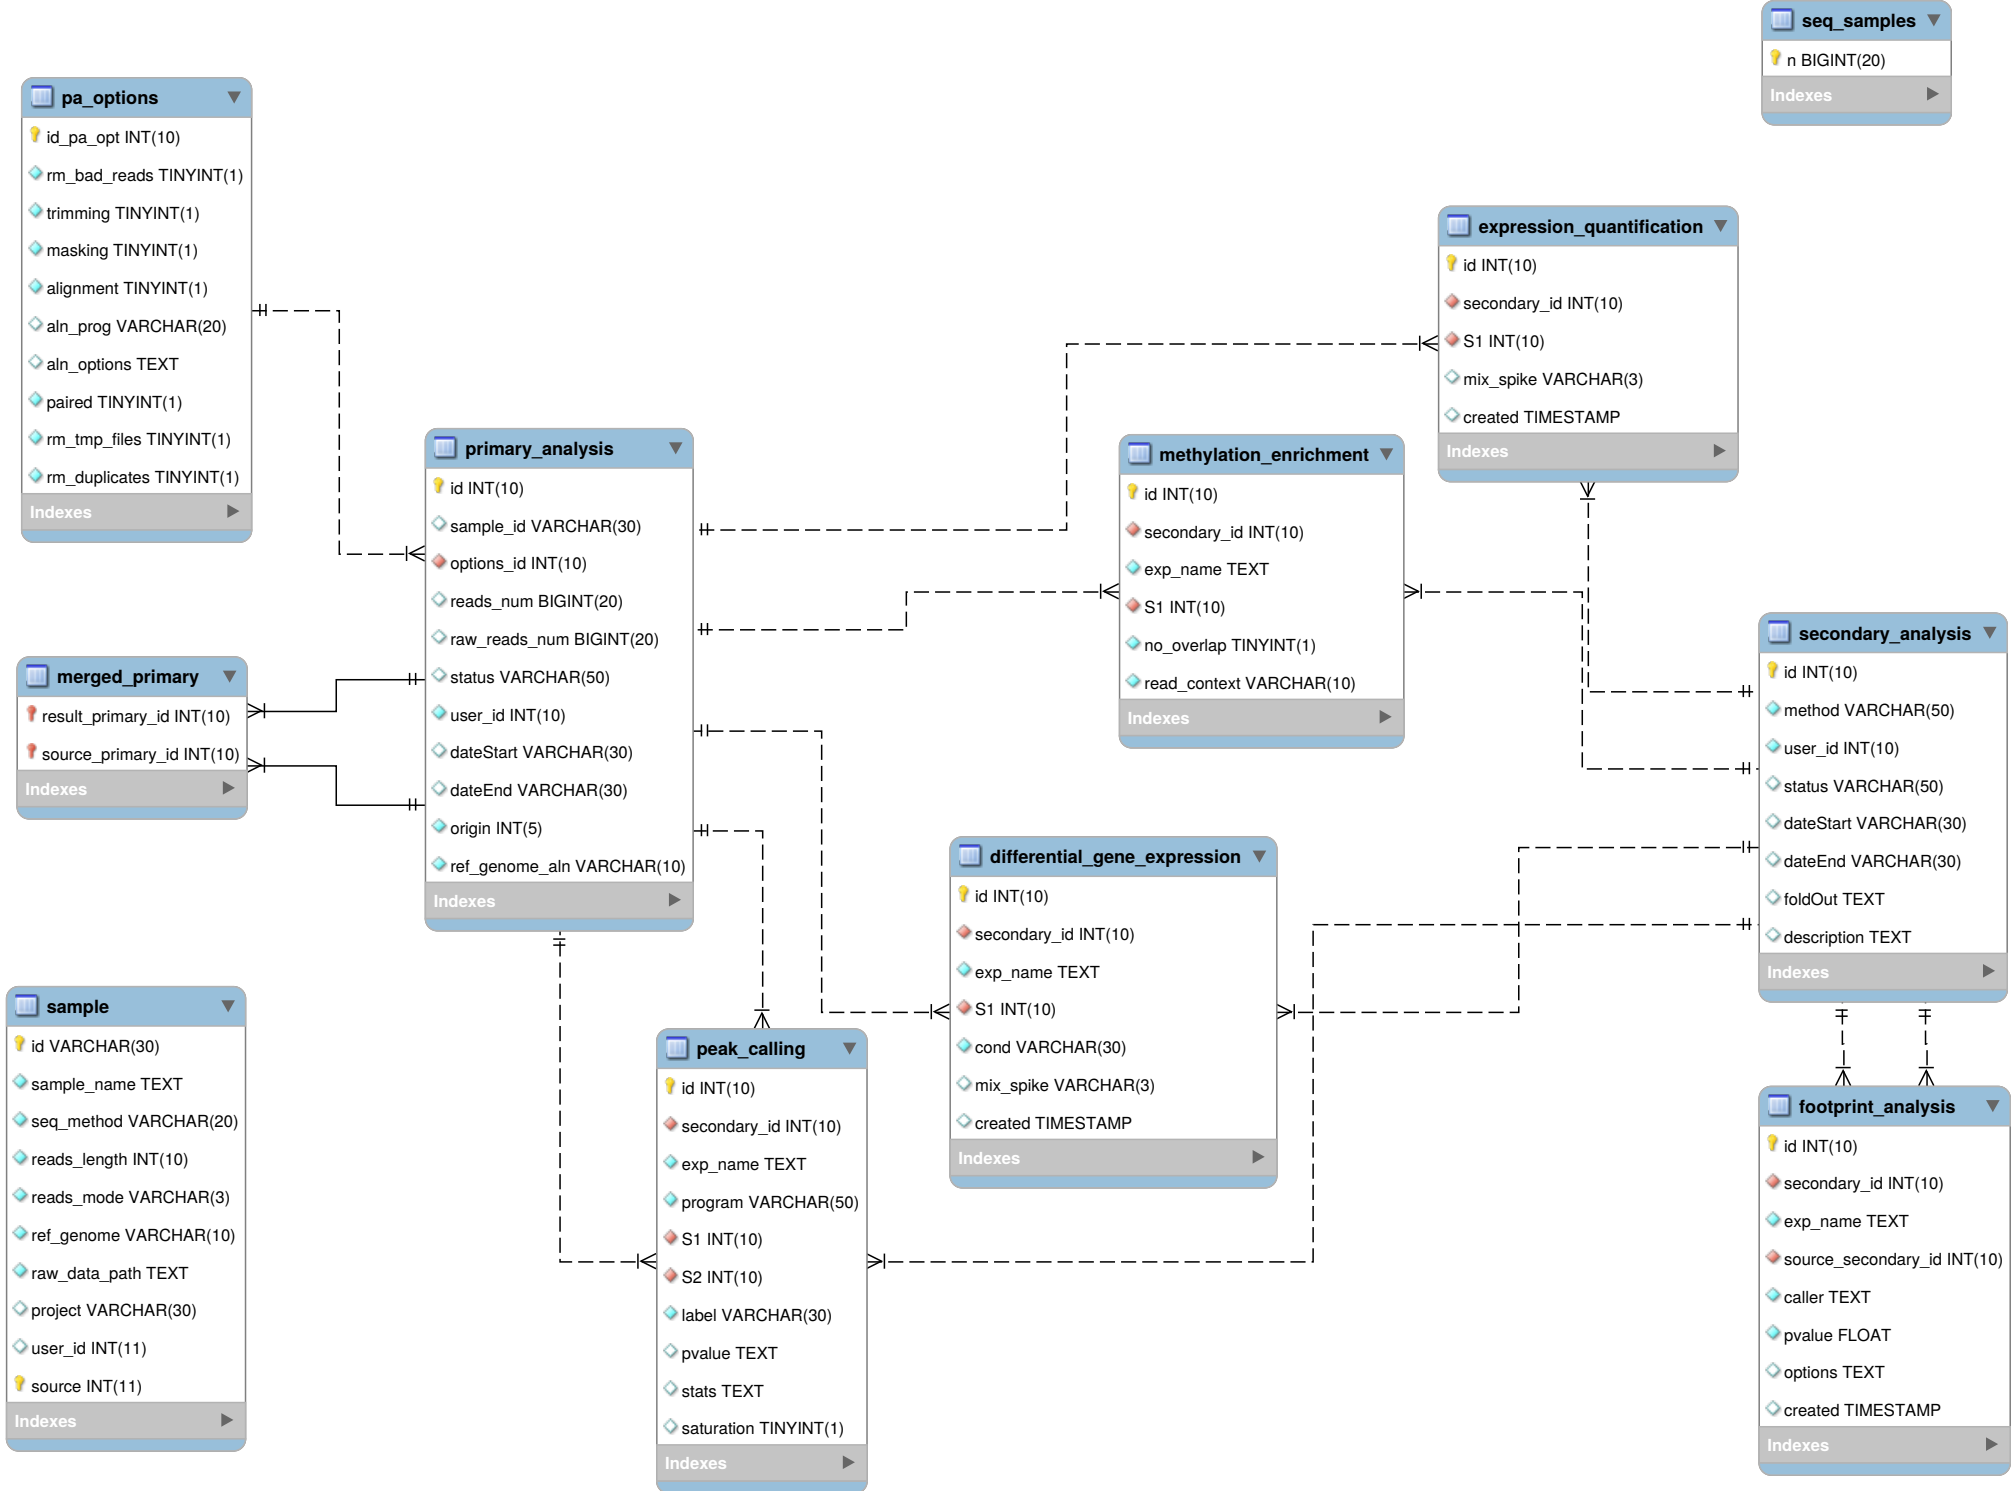 seq_samples
n BIGINT(20)
Indexes
pa_options
id_pa_opt INT(10)
rm_bad_reads TINYINT(1)
trimming TINYINT(1)
masking TINYINT(1)
alignment TINYINT(1)
aln_prog VARCHAR(20)
aln_options TEXT
paired TINYINT(1)
rm_tmp_files TINYINT(1)
rm_duplicates TINYINT(1)
Indexes
expression_quantification
id INT(10)
secondary_id INT(10)
S1 INT(10)
mix_spike VARCHAR(3)
created TIMESTAMP
Indexes
primary_analysis
id INT(10)
sample_id VARCHAR(30)
options_id INT(10)
reads_num BIGINT(20)
raw_reads_num BIGINT(20)
status VARCHAR(50)
user_id INT(10)
dateStart VARCHAR(30)
dateEnd VARCHAR(30)
origin INT(5)
ref_genome_aln VARCHAR(10)
Indexes
methylation_enrichment
id INT(10)
secondary_id INT(10)
exp_name TEXT
S1 INT(10)
no_overlap TINYINT(1)
read_context VARCHAR(10)
Indexes
secondary_analysis
id INT(10)
method VARCHAR(50)
user_id INT(10)
status VARCHAR(50)
dateStart VARCHAR(30)
dateEnd VARCHAR(30)
foldOut TEXT
description TEXT
Indexes
merged_primary
result_primary_id INT(10)
source_primary_id INT(10)
Indexes
differential_gene_expression
id INT(10)
secondary_id INT(10)
exp_name TEXT
S1 INT(10)
cond VARCHAR(30)
mix_spike VARCHAR(3)
created TIMESTAMP
Indexes
sample
id VARCHAR(30)
sample_name TEXT
seq_method VARCHAR(20)
reads_length INT(10)
reads_mode VARCHAR(3)
ref_genome VARCHAR(10)
raw_data_path TEXT
project VARCHAR(30)
user_id INT(11)
source INT(11)
Indexes
peak_calling
id INT(10)
secondary_id INT(10)
exp_name TEXT
program VARCHAR(50)
S1 INT(10)
S2 INT(10)
label VARCHAR(30)
pvalue TEXT
stats TEXT
saturation TINYINT(1)
Indexes
footprint_analysis
id INT(10)
secondary_id INT(10)
exp_name TEXT
source_secondary_id INT(10)
caller TEXT
pvalue FLOAT
options TEXT
created TIMESTAMP
Indexes